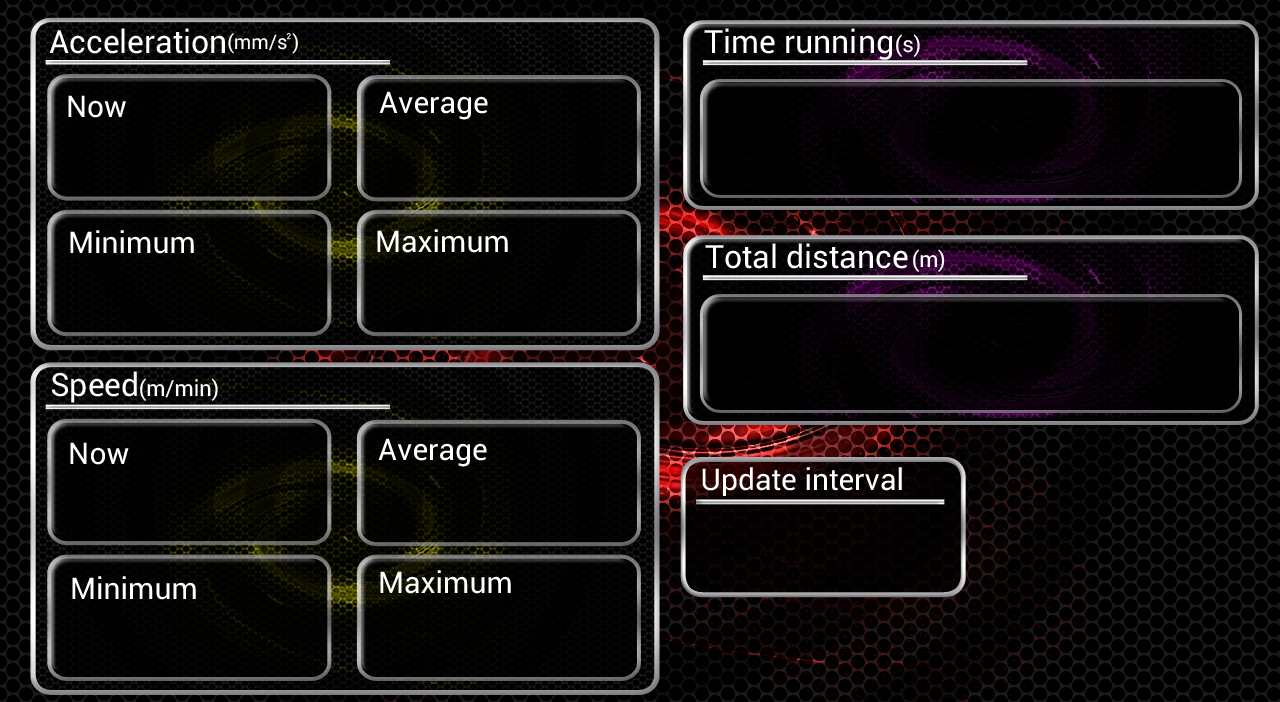 Acceleration(mm/s²)
Now
Average
Minimum
Maximum
Speed(m/min)
Now
Average
Minimum
Maximum
Time running(s)
Total distance(m)
Update interval